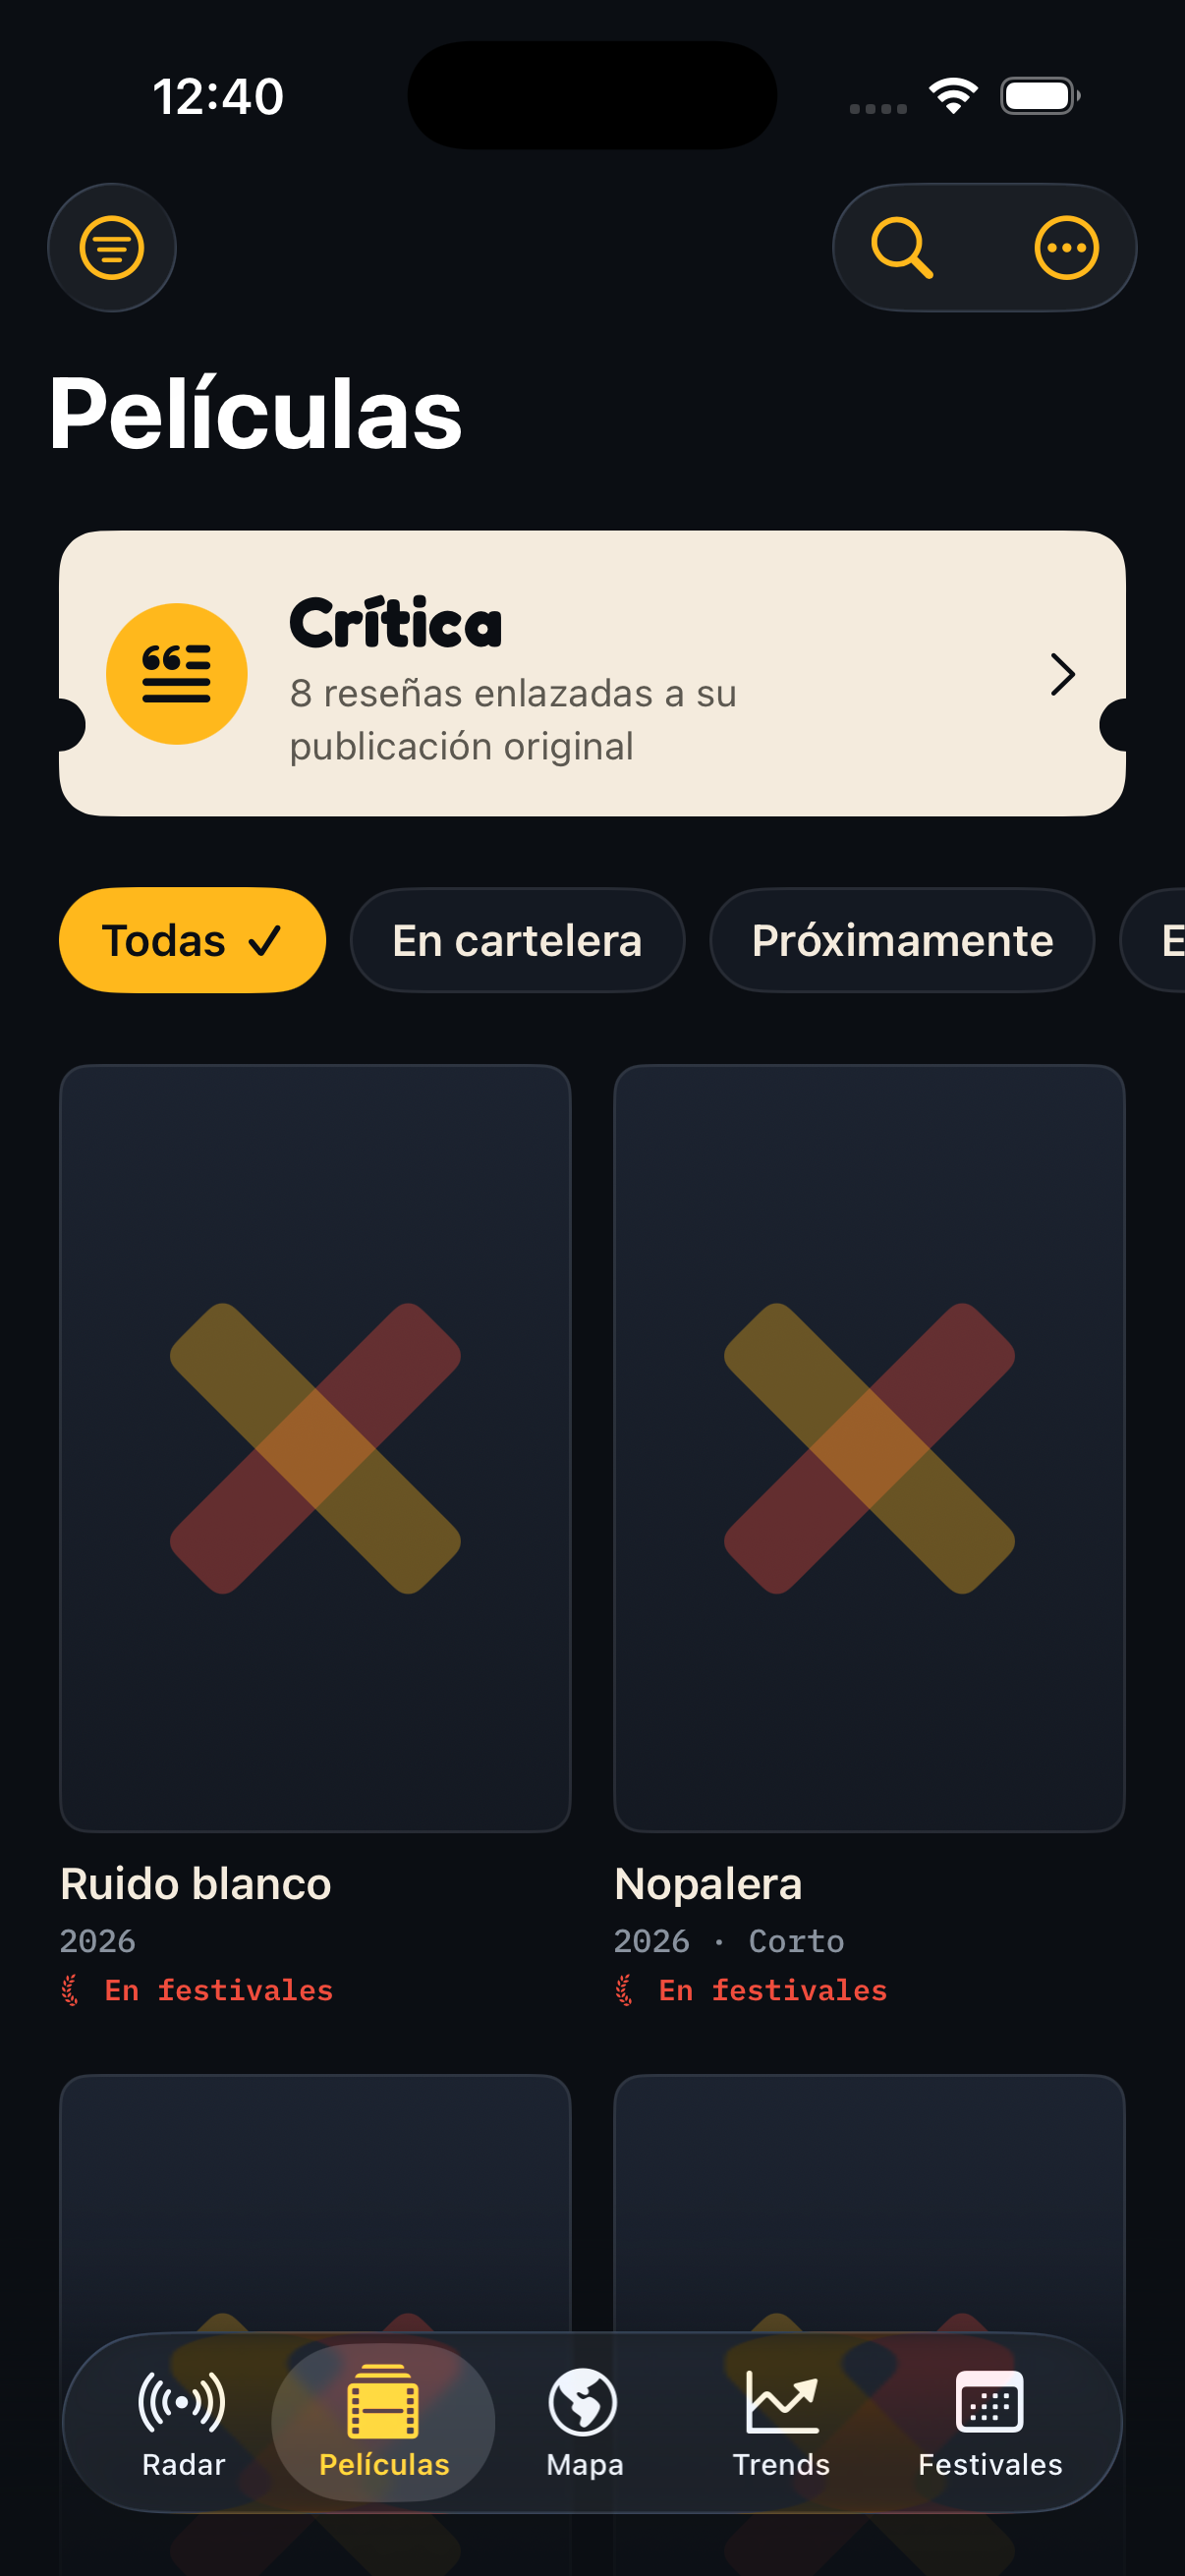 12:40
Películas
Crítica
8 reseñas enlazadas a su
publicación original
Todas
En cartelera
Próximamente
E
Ruido blanco
2026
En festivales
Nopalera
2026 · Corto
En festivales
Radar
Películas
Mapa
Trends
Festivales